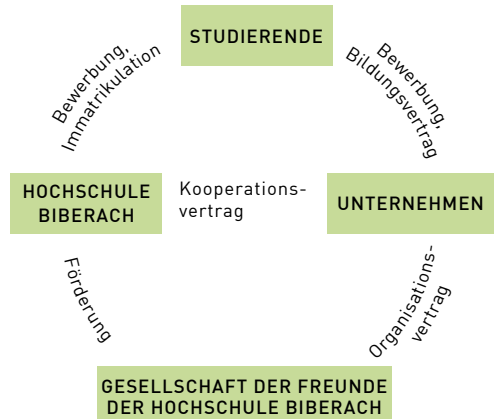 STUDIERENDE
Bewerbung,
Immatrikulation
Bewerbung,
Bildungsvertrag
HOCHSCHULE
BIBERACH
Kooperations-
vertrag
UNTERNEHMEN
Förderung
Organisations-
vertrag
GESELLSCHAFT DER FREUNDE
DER HOCHSCHULE BIBERACH